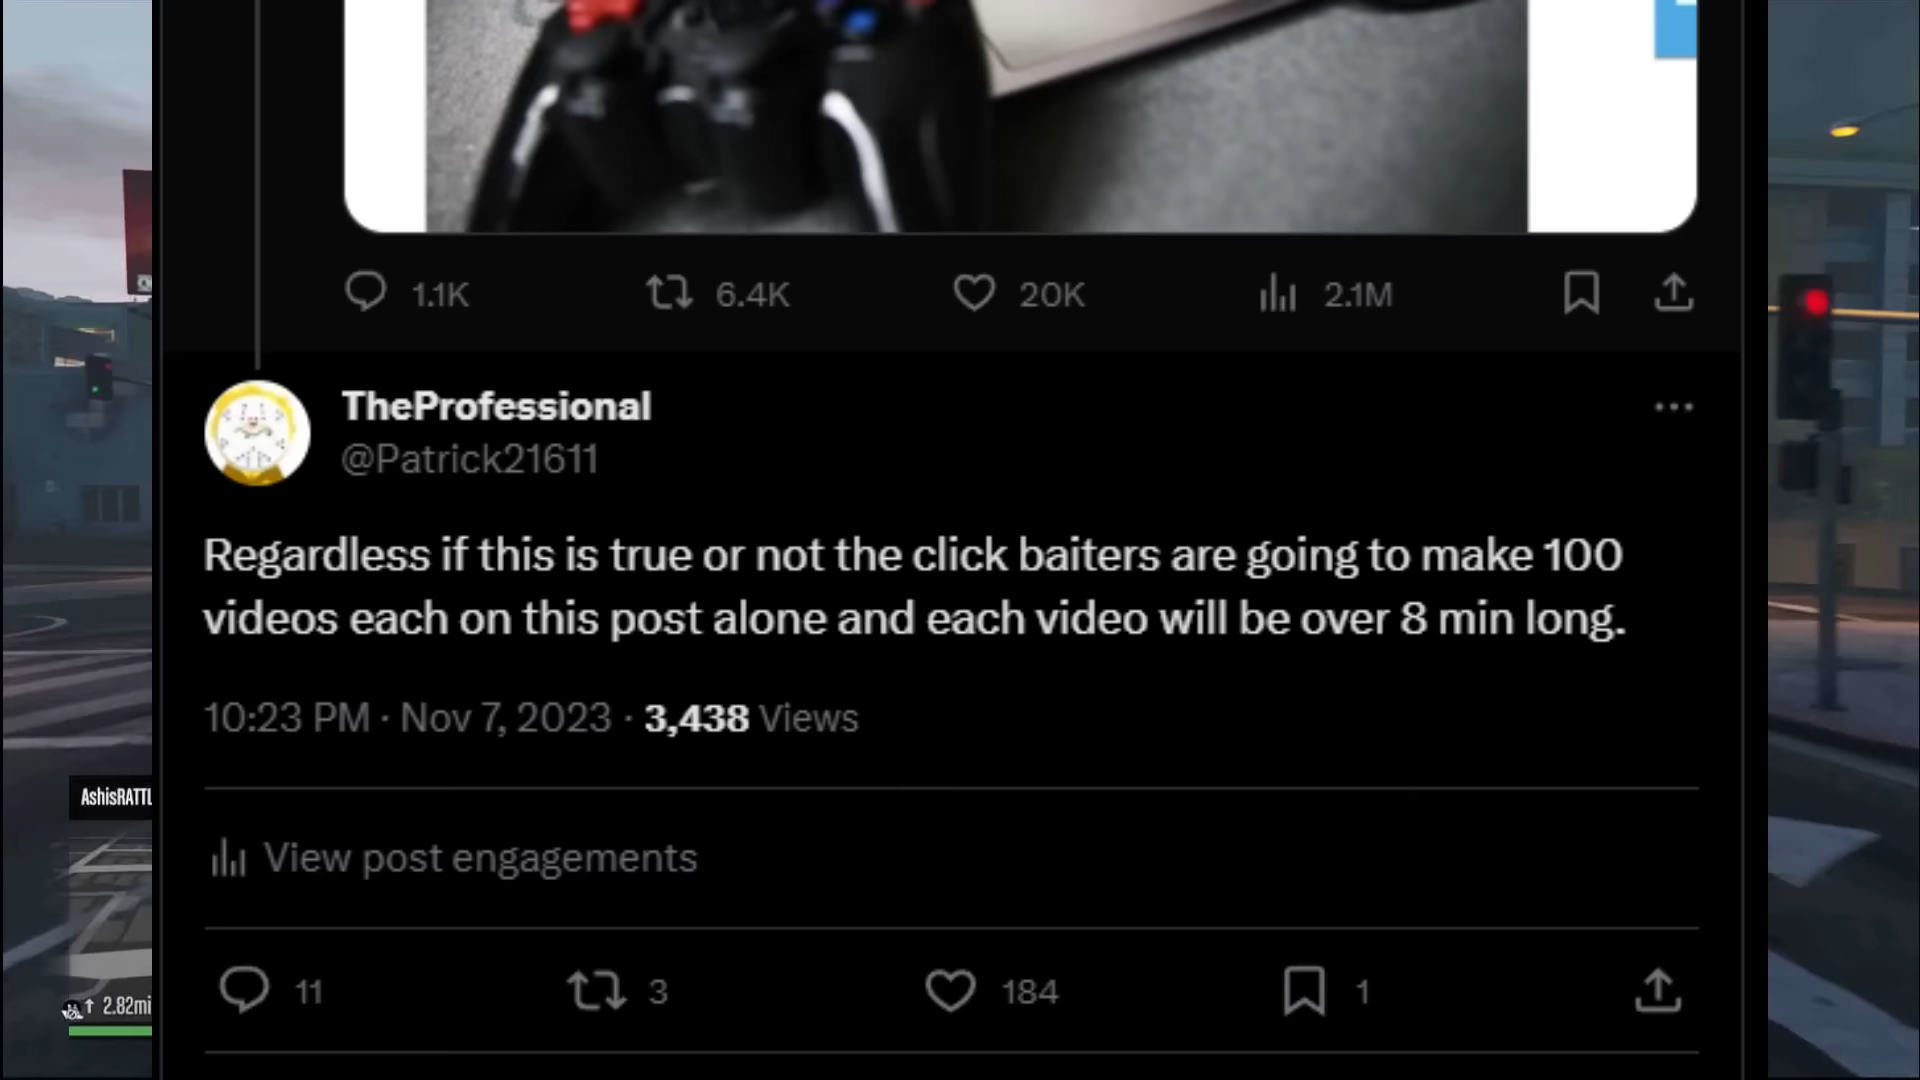 1.1K 6.4K 20K 2.1M
TheProfessional
@Patrick21611
Regardless if this is true or not the click baiters are going to make 100
videos each on this post alone and each video will be over 8 min long.
10:23 PM · Nov 7, 2023 · 3,438 Views
AshisRATTL
View post engagements
2.82mi
11 3 184 1